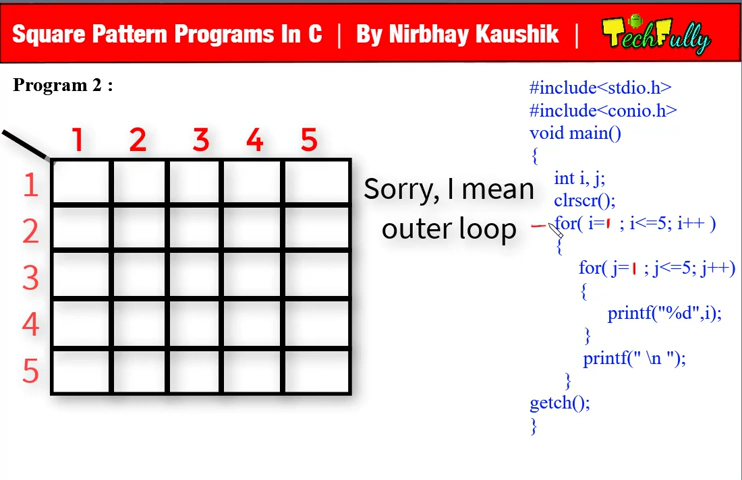 Square Pattern Programs In C | By Nirbhay Kaushik |
TechFully
Program 2 :
1 2 3 4 5
1
2
3
4
5
Sorry, I mean
outer loop
#include<stdio.h>
#include<conio.h>
void main()
{
int i, j;
clrscr();
for( i=1 ; i<=5; i++ )
{
for( j=1 ; j<=5; j++)
{
printf("%d",i);
}
printf(" \n ");
}
getch();
}